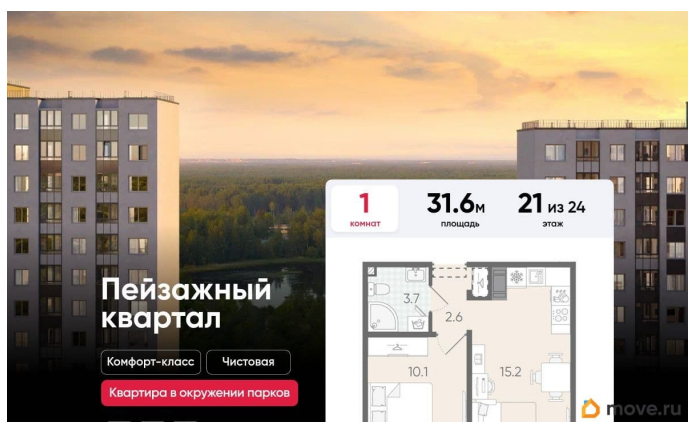 1
комнат
31.6м
площадь
21 из 24
этаж
Пейзажный
квартал
Комфорт-класс
Чистовая
Квартира в окружении парков
3.7
2.6
10.1
15.2
move.ru